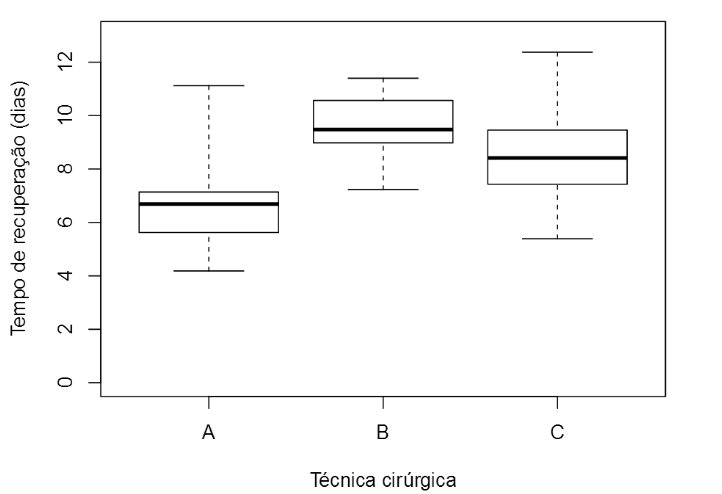 Tempo de recuperação (dias)
12
10
8
6
4
2
0
A B C
Técnica cirúrgica